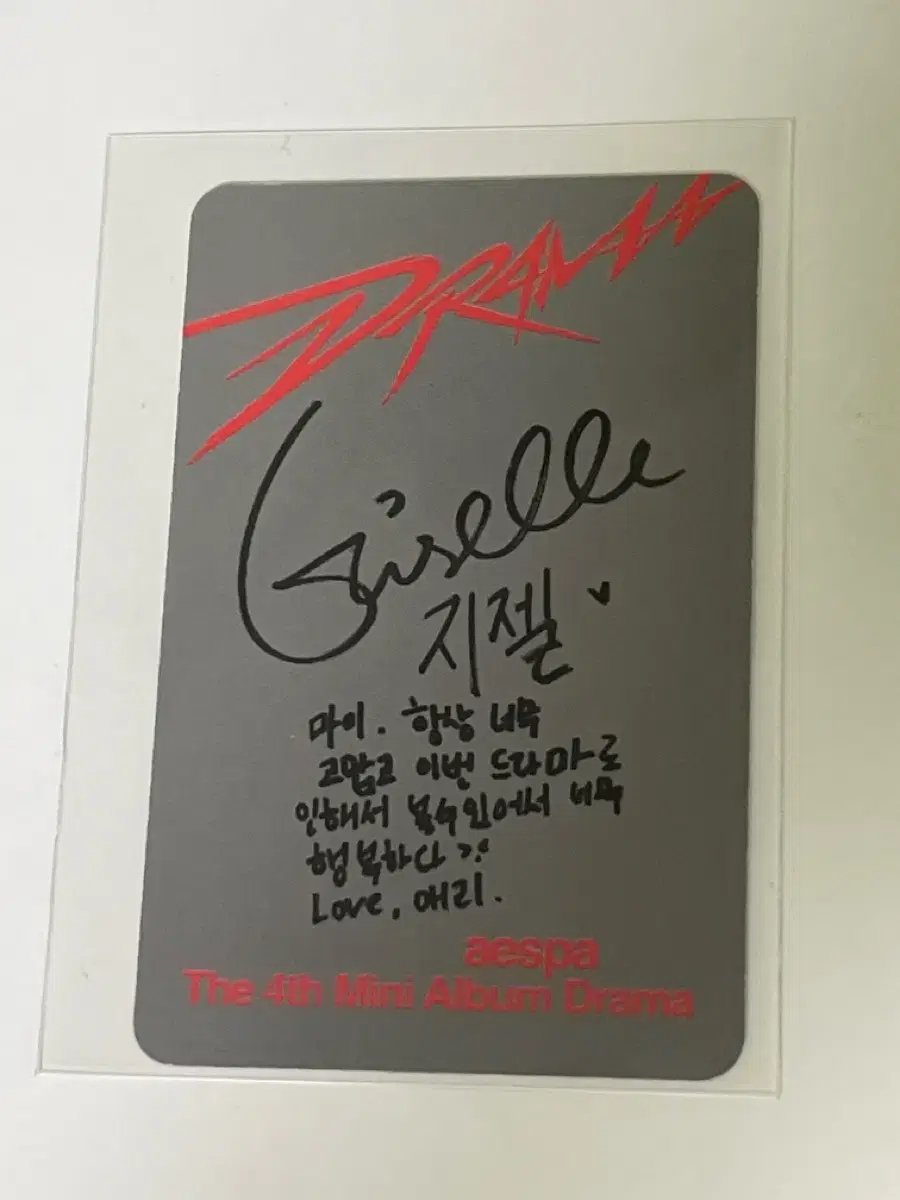 DRAMA
Giselle
지젤
마이. 항상 너무
고맙고 이번 드라마로
인해서 볼수있어서 너무
행복하다
Love, 애리.
aespa
The 4th Mini Album Drama